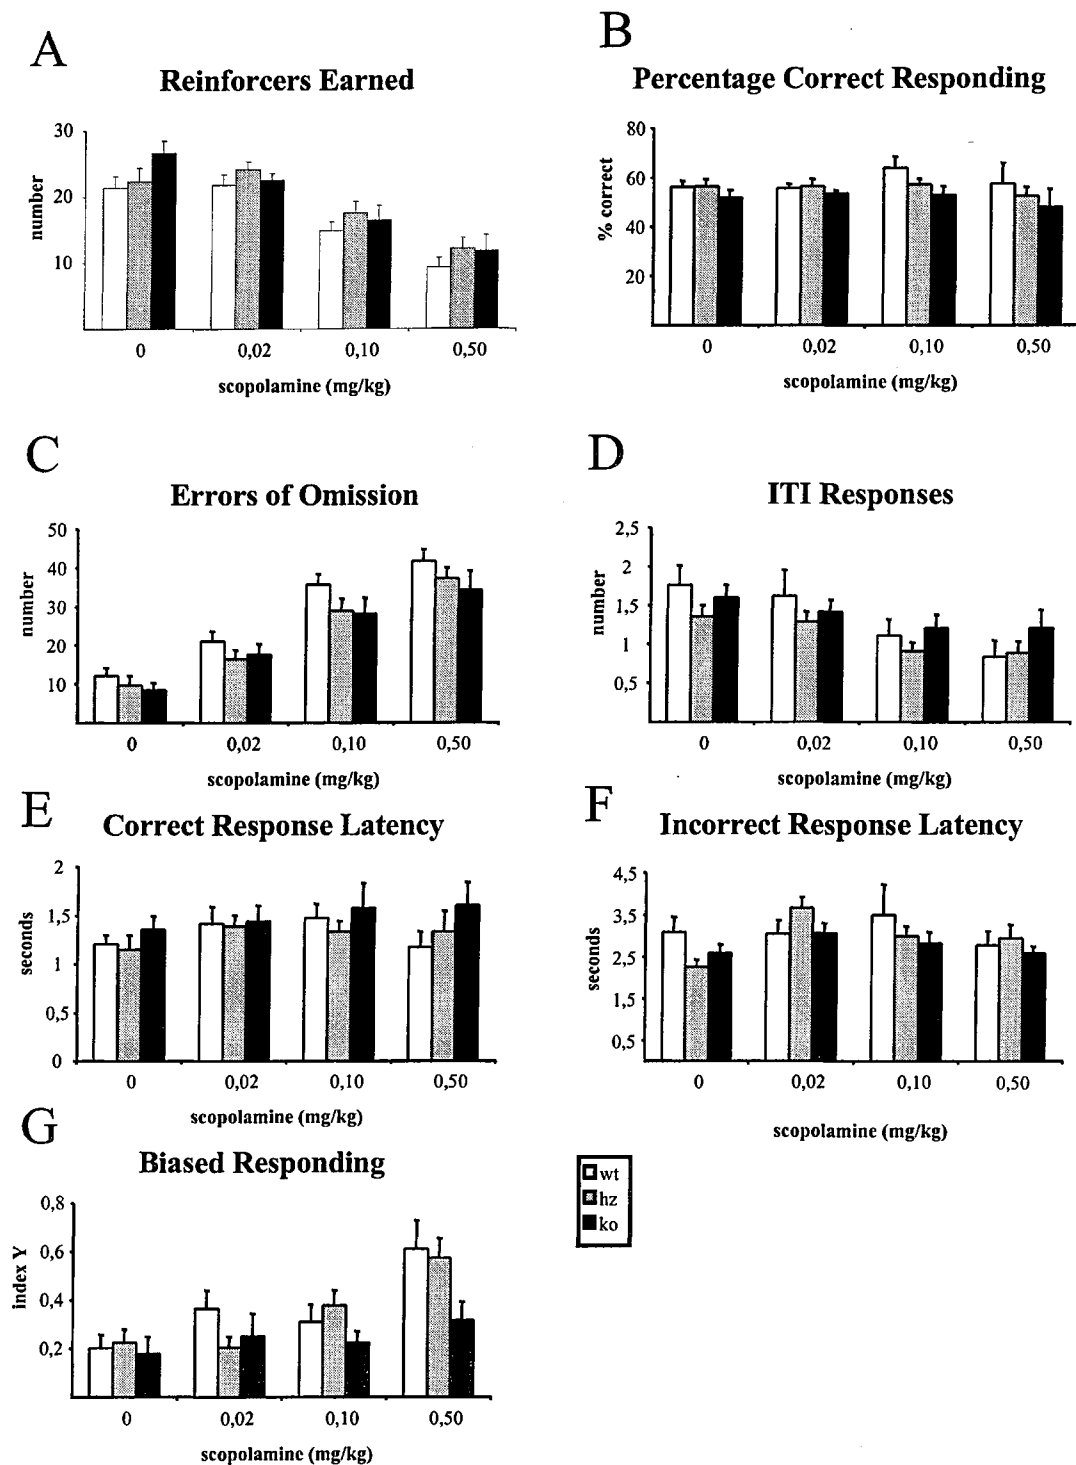 A
Reinforcers Earned
number
30
20
10
0
0,02
0,10
0,50
scopolamine (mg/kg)
B
Percentage Correct Responding
% correct
80
60
40
20
0
0,02
0,10
0,50
scopolamine (mg/kg)
C
Errors of Omission
number
50
40
30
20
10
0
0,02
0,10
0,50
scopolamine (mg/kg)
D
ITI Responses
number
2,5
2
1,5
1
0,5
0
0,02
0,10
0,50
scopolamine (mg/kg)
E
Correct Response Latency
seconds
2
1,5
1
0,5
0
0
0,02
0,10
0,50
scopolamine (mg/kg)
F
Incorrect Response Latency
seconds
4,5
3,5
2,5
1,5
0,5
0
0,02
0,10
0,50
scopolamine (mg/kg)
G
Biased Responding
index Y
0,8
0,6
0,4
0,2
0
0,02
0,10
0,50
scopolamine (mg/kg)
wt
hz
ko